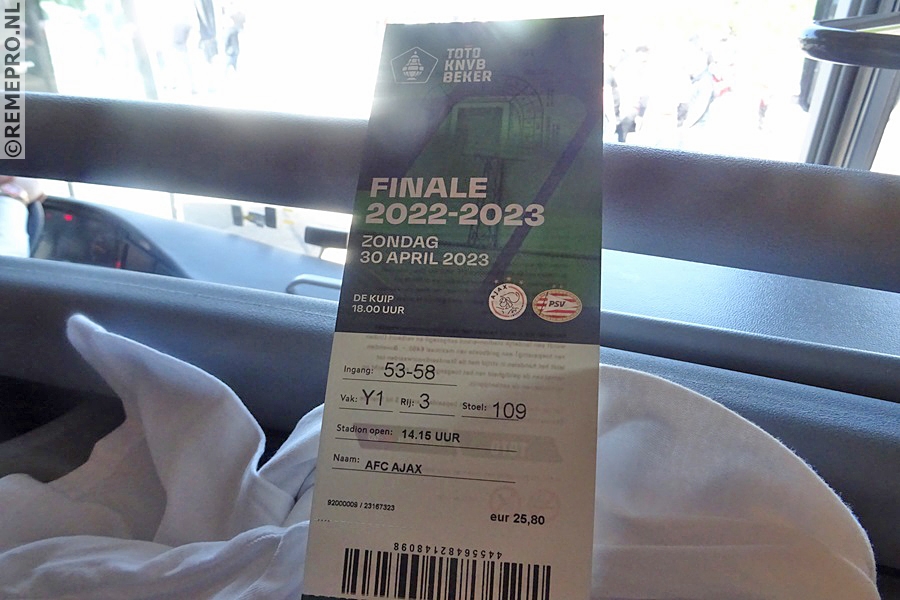 ©REMEPRO.NL
TOTO
KNVB
BEKER
FINALE
2022-2023
ZONDAG
30 APRIL 2023
DE KUIP
18.00 UUR
AJAX
PSV
Ingang: 53-58
Vak: Y1 Rij: 3 Stoel: 109
Stadion open: 14.15 UUR
Naam: AFC AJAX
92000009 / 23167323
eur 25,80
44556482148098